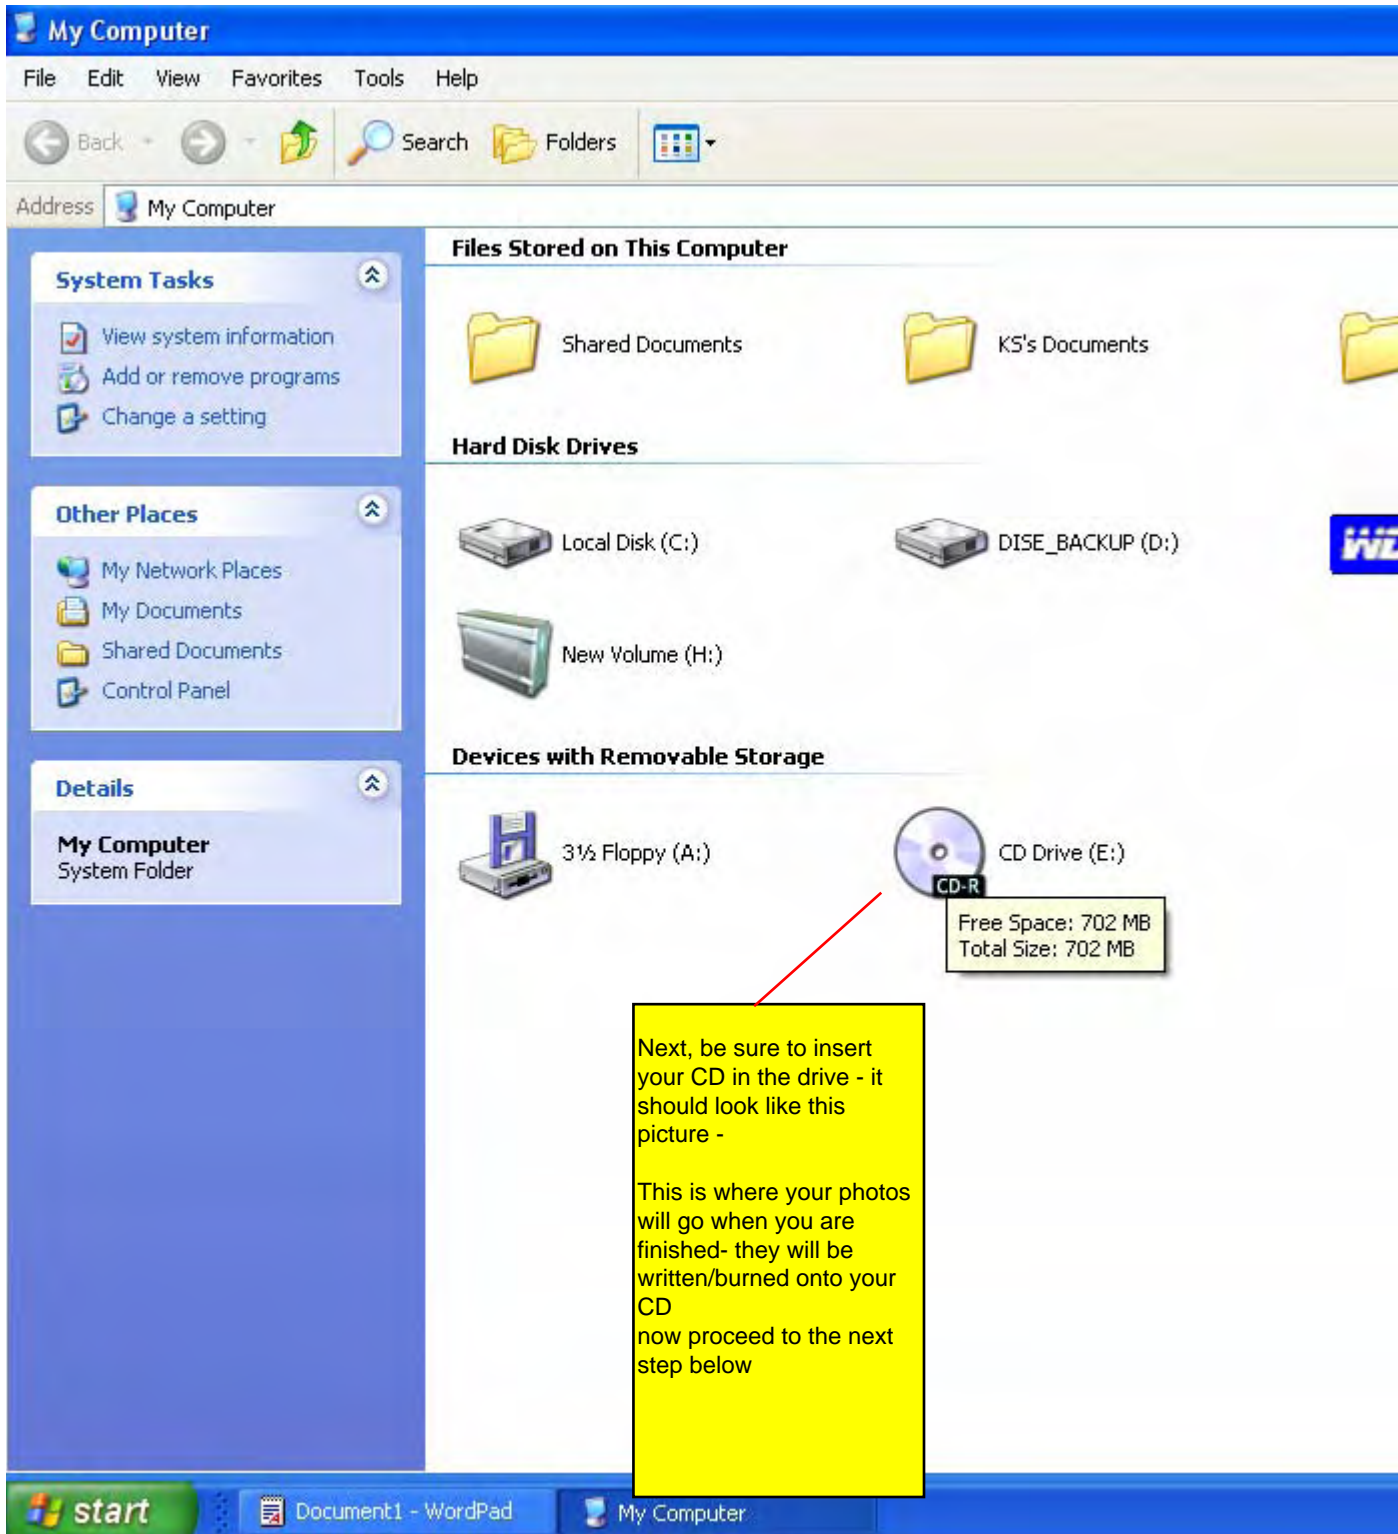 My Computer
File Edit View Favorites Tools Help
Back Search Folders
Address My Computer
System Tasks
View system information
Add or remove programs
Change a setting
Other Places
My Network Places
My Documents
Shared Documents
Control Panel
Details
My Computer
System Folder
Files Stored on This Computer
Shared Documents KS's Documents
Hard Disk Drives
Local Disk (C:) DISE_BACKUP (D:)
New Volume (H:)
Devices with Removable Storage
3½ Floppy (A:) CD Drive (E:)
CD-R
Free Space: 702 MB
Total Size: 702 MB
Next, be sure to insert
your CD in the drive - it
should look like this
picture -
This is where your photos
will go when you are
finished- they will be
written/burned onto your
CD
now proceed to the next
step below
start Document1 - WordPad My Computer